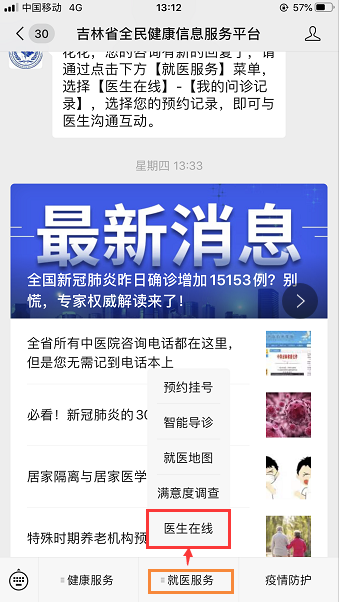 中国移动 4G 13:12 57%
30 吉林省全民健康信息服务平台
花花，您的咨询有新的回复了，请
通过点击下方【就医服务】菜单，
选择【医生在线】-【我的问诊记
录】，选择您的预约记录，即可与
医生沟通互动。
星期四 13:33
最新消息
全国新冠肺炎昨日确诊增加15153例？别
慌，专家权威解读来了！
全省所有中医院咨询电话都在这里，
但是您无需记到电话本上
预约挂号
必看！新冠肺炎的30
智能导诊
就医地图
居家隔离与居家医学
满意度调查
医生在线
特殊时期养老机构预
健康服务 就医服务 疫情防护